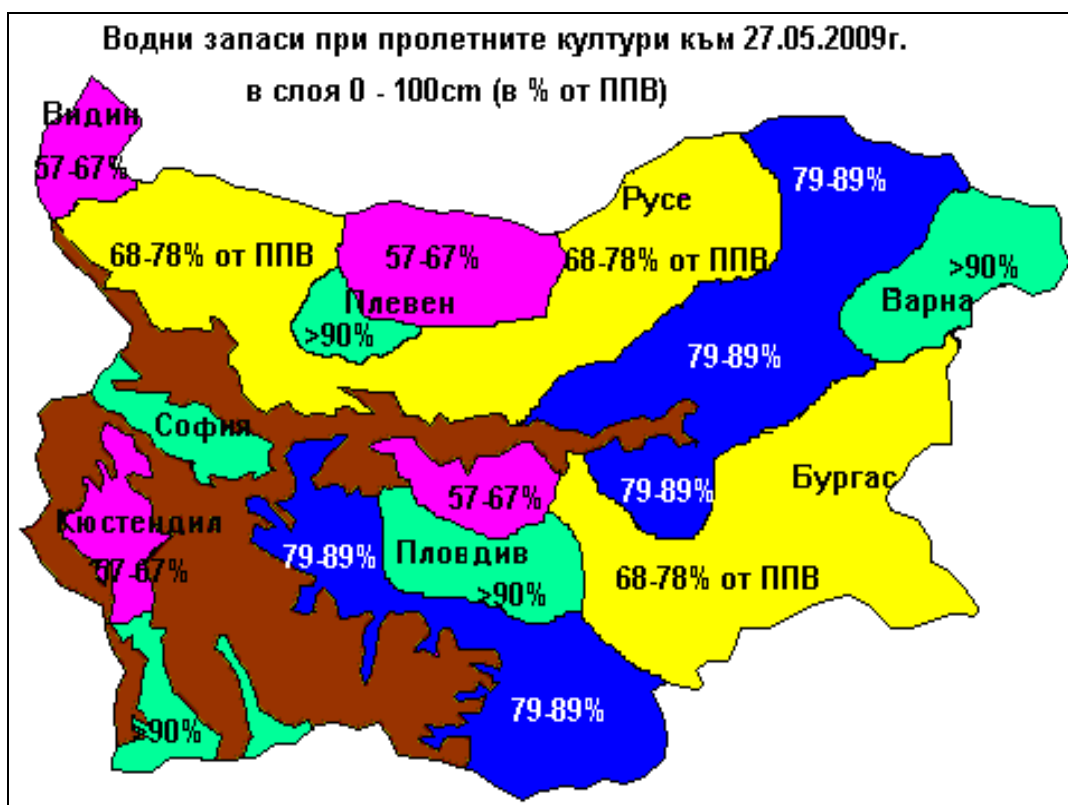 Водни запаси при пролетните култури към 27.05.2009г.
в слоя 0 - 100cm (в % от ППВ)
Видин
57-67%
79-89%
Русе
68-78% от ППВ
57-67%
68-78% от ППВ
>90%
Плевен
Варна
>90%
79-89%
София
Бургас
57-67%
79-89%
Кюстендил
79-89%
Пловдив
57-67%
68-78% от ППВ
>90%
79-89%
>90%